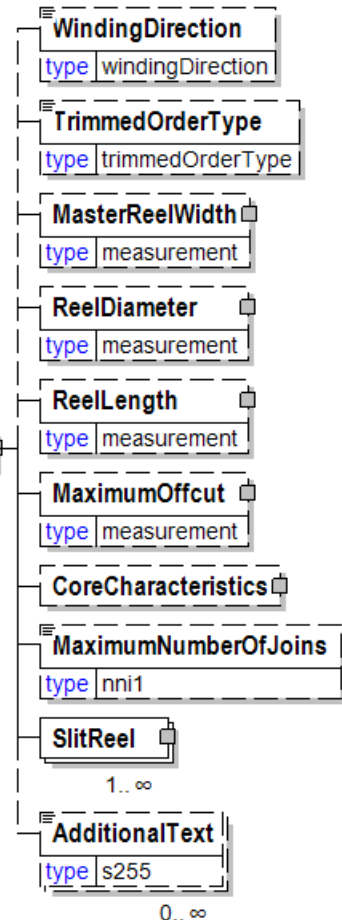 WindingDirection
type windingDirection
TrimmedOrderType
type trimmedOrderType
MasterReelWidth
type measurement
ReelDiameter
type measurement
ReelLength
type measurement
MaximumOffcut
type measurement
CoreCharacteristics
MaximumNumberOfJoins
type nni1
SlitReel
1.. ∞
AdditionalText
type s255
0.. ∞